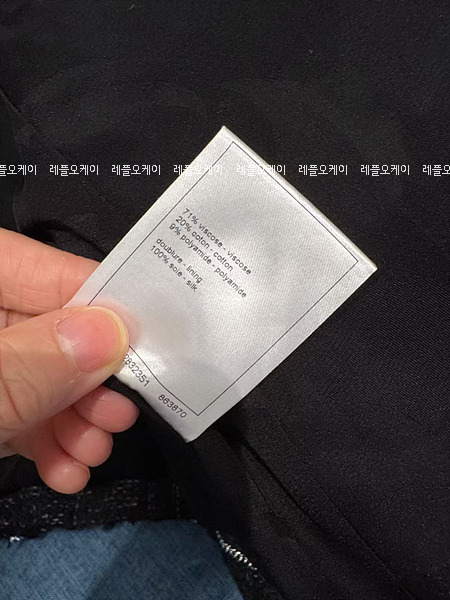 레플오케이 레플오케이 레플오케이 레플오케이 레플오케이 레플오케이 레플오케이
71% viscose - viscose
20% coton - cotton
9% polyamide - polyamide
doublure - lining
100% soie - silk
2832351 863870